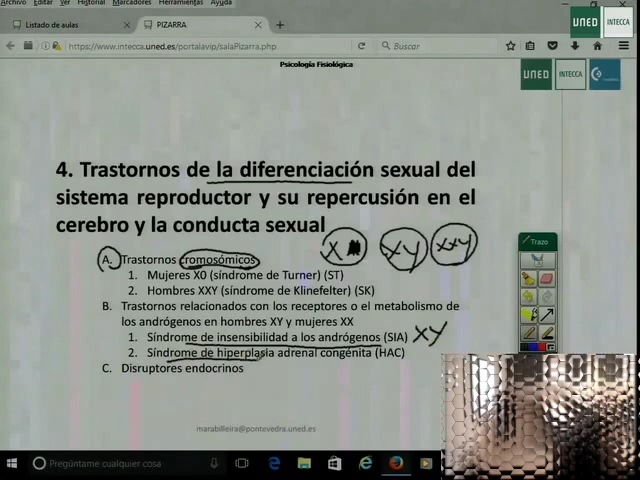 Archivo Editar Ver Historial Marcadores Herramientas Ayuda
Listado de aulas
PIZARRA
UNED
INTECCA
https://www.intecca.uned.es/portalavip/salaPizarra.php
Buscar
Psicología Fisiológica
UNED
INTECCA
4. Trastornos de la diferenciación sexual del
sistema reproductor y su repercusión en el
cerebro y la conducta sexual
X
XY
XXY
A. Trastornos cromosómicos
1. Mujeres X0 (síndrome de Turner) (ST)
2. Hombres XXY (síndrome de Klinefelter) (SK)
B. Trastornos relacionados con los receptores o el metabolismo de
los andrógenos en hombres XY y mujeres XX
1. Síndrome de insensibilidad a los andrógenos (SIA) XY
2. Síndrome de hiperplasia adrenal congénita (HAC)
C. Disruptores endocrinos
Trazo
marabilleira@pontevedra.uned.es
Pregúntame cualquier cosa